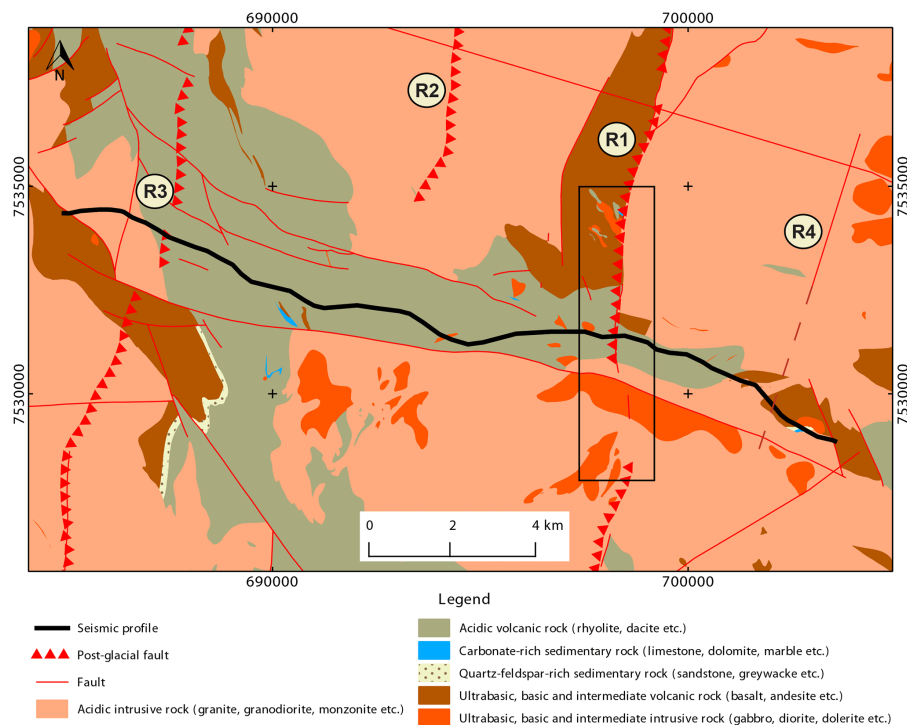 690000 7000000
N
R2
R1
R3
R4
7535000 7535000
7530000 7530000
0 2 4 km
690000 7000000
Legend
Seismic profile
Post-glacial fault
Fault
Acidic intrusive rock (granite, granodiorite, monzonite etc.)
Acidic volcanic rock (rhyolite, dacite etc.)
Carbonate-rich sedimentary rock (limestone, dolomite, marble etc.)
Quartz-feldspar-rich sedimentary rock (sandstone, greywacke etc.)
Ultrabasic, basic and intermediate volcanic rock (basalt, andesite etc.)
Ultrabasic, basic and intermediate intrusive rock (gabbro, diorite, dolerite etc.)